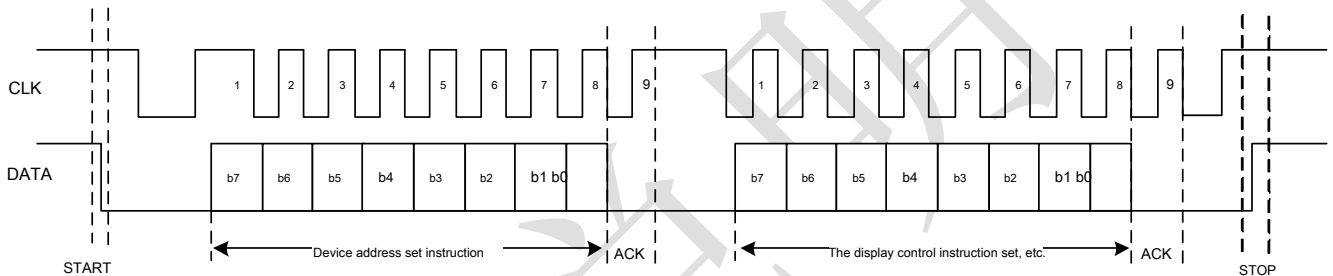 CLK
1 2 3 4 5 6 7 8 9 1 2 3 4 5 6 7 8 9
DATA
b7 b6 b5 b4 b3 b2 b1 b0 b7 b6 b5 b4 b3 b2 b1 b0
Device address set instruction ACK The display control instruction set, etc. ACK
START STOP